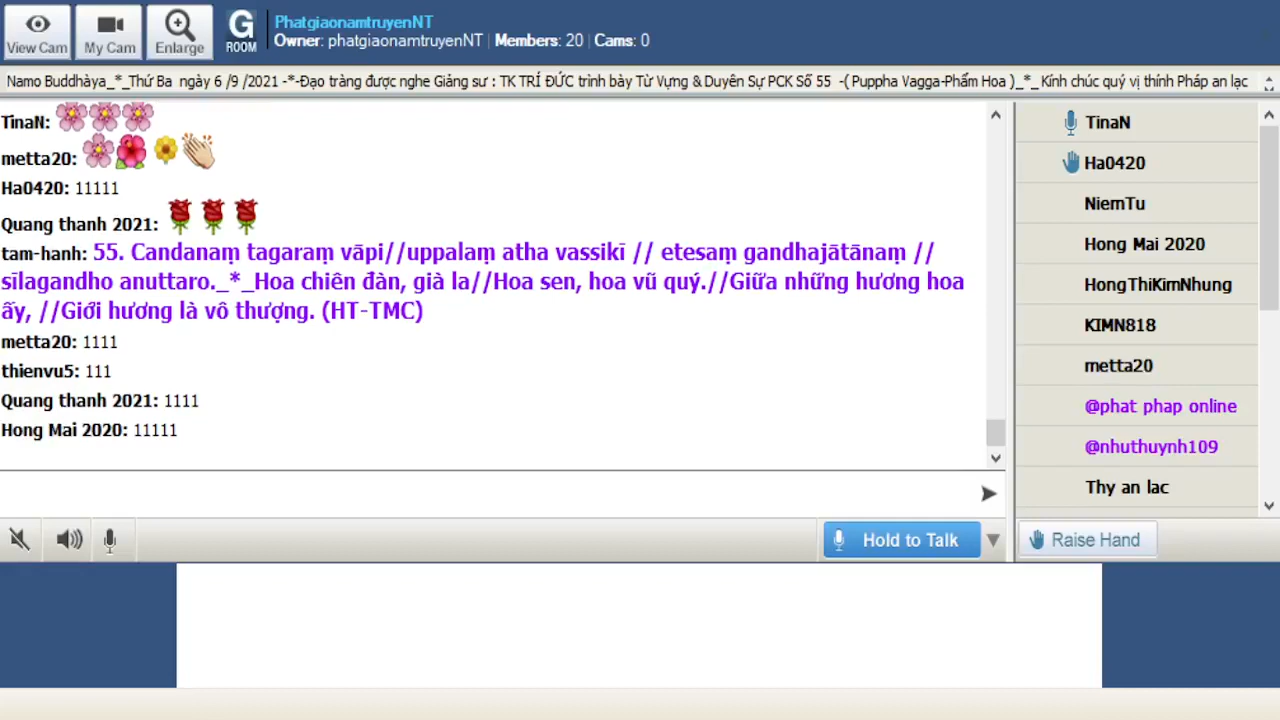 View Cam
My Cam
Enlarge
G
ROOM
PhatgiaonamtruyenNT
Owner: phatgiaonamtruyenNT | Members: 20 | Cams: 0
Namo Buddhàya_*_Thứ Ba ngày 6 /9 /2021 -*-Đạo tràng được nghe Giảng sư : TK TRÍ ĐỨC trình bày Từ Vựng & Duyên Sự PCK Số 55 -( Puppha Vagga-Phẩm Hoa )_*_ Kính chúc quý vị thính Pháp an lạc
TinaN:
metta20:
Ha0420: 11111
Quang thanh 2021:
tam-hanh: 55. Candanaṃ tagaraṃ vāpi//uppalaṃ atha vassikī // etesaṃ gandhajātānaṃ //
sīlagandho anuttaro._*_Hoa chiên đàn, già la//Hoa sen, hoa vũ quý.//Giữa những hương hoa
ấy, //Giới hương là vô thượng. (HT-TMC)
metta20: 1111
thienvu5: 111
Quang thanh 2021: 1111
Hong Mai 2020: 11111
TinaN
Ha0420
NiemTu
Hong Mai 2020
HongThiKimNhung
KIMN818
metta20
@phat phap online
@nhuthuynh109
Thy an lac
Hold to Talk
Raise Hand